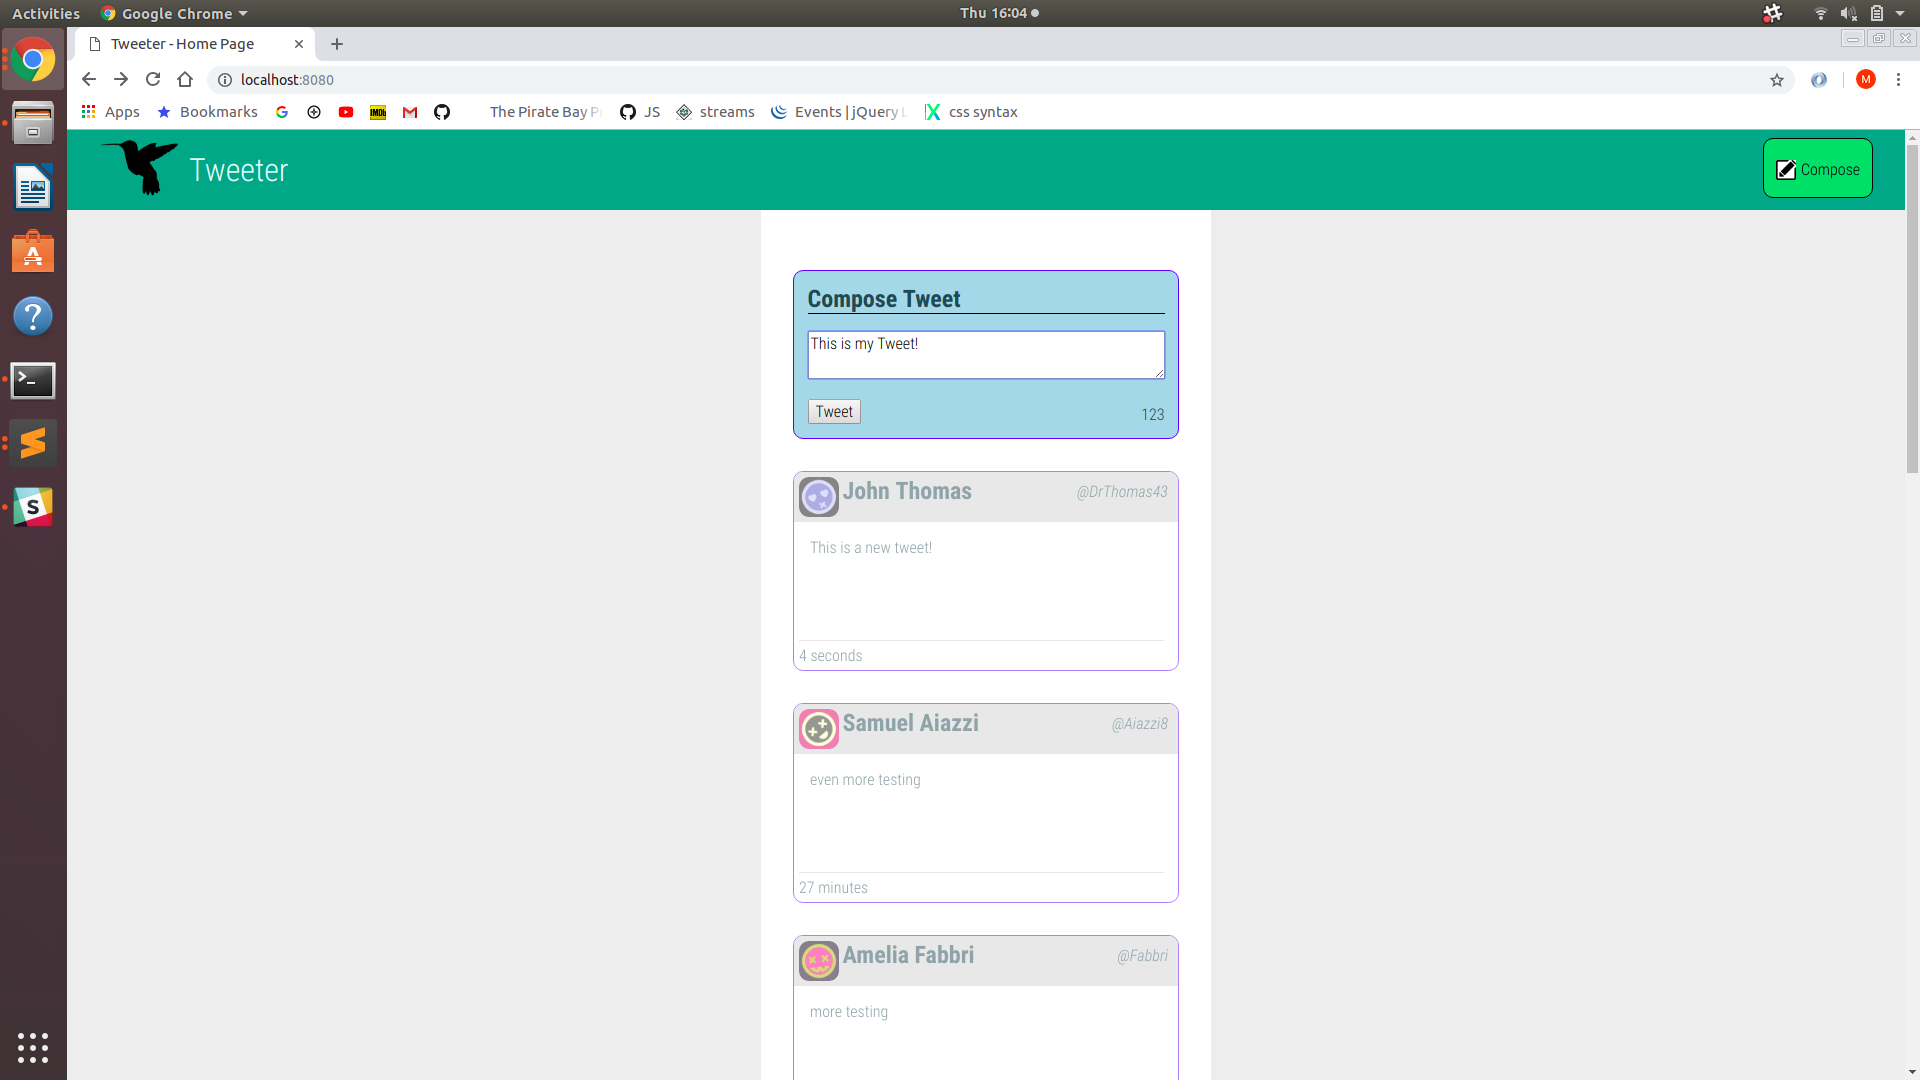 Activities Google Chrome Thu 16:04
Tweeter - Home Page
localhost:8080 M
Apps Bookmarks G IMDb The Pirate Bay P JS streams Events | jQuery css syntax
Tweeter Compose
Compose Tweet
This is my Tweet!
Tweet 123
John Thomas @DrThomas43
This is a new tweet!
4 seconds
Samuel Aiazzi @Aiazzi8
even more testing
27 minutes
Amelia Fabbri @Fabbri
more testing